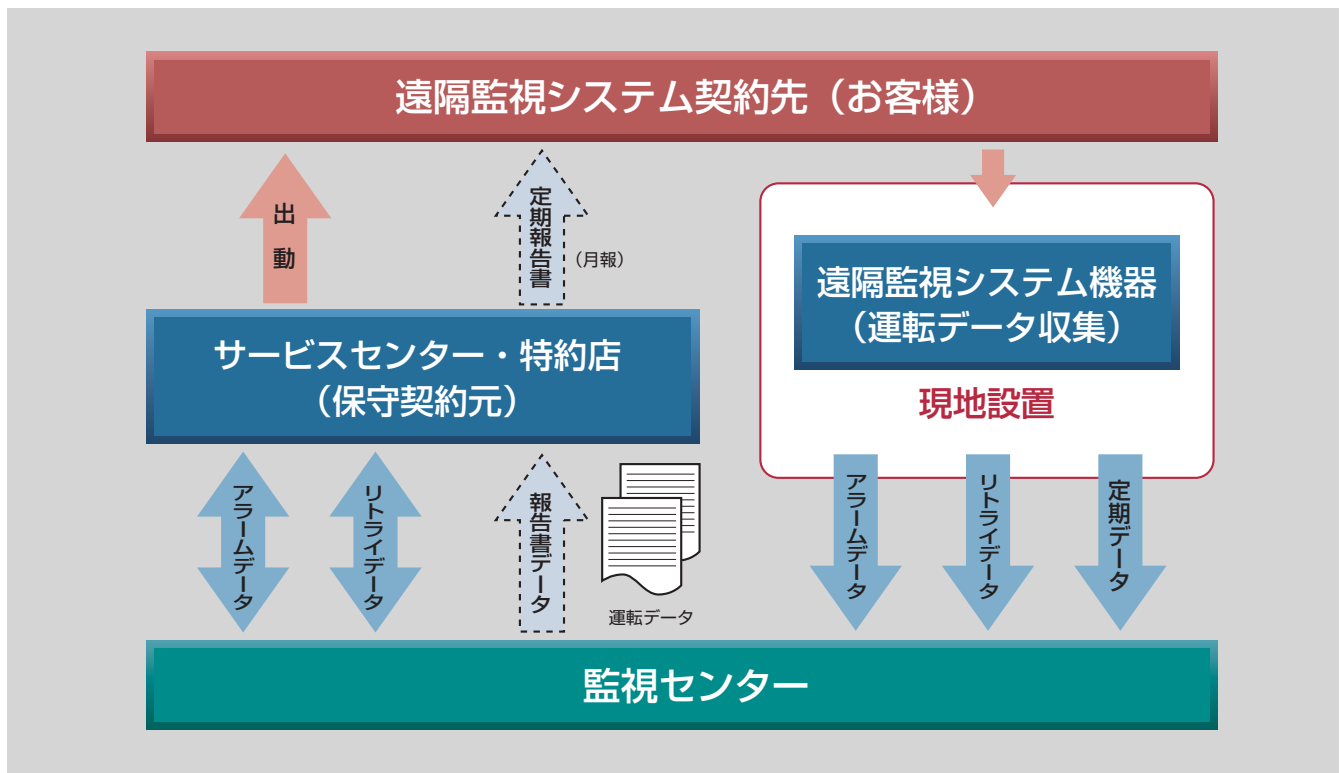 遠隔監視システム契約先（お客様）
出動
定期報告書
（月報）
遠隔監視システム機器
（運転データ収集）
現地設置
サービスセンター・特約店
（保守契約元）
アラームデータ
リトライデータ
報告書データ
運転データ
アラームデータ
リトライデータ
定期データ
監視センター